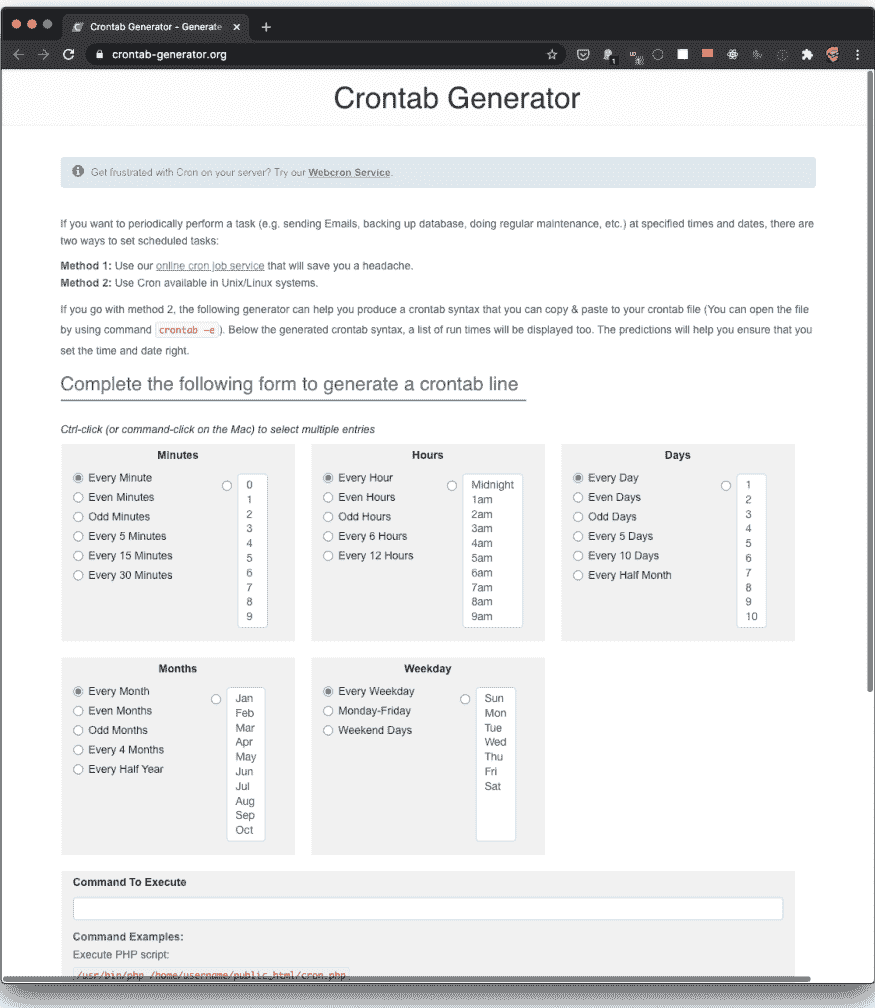 Crontab Generator - Generate
crontab-generator.org
1
Crontab Generator
Get frustrated with Cron on your server? Try our Webcron Service.
If you want to periodically perform a task (e.g. sending Emails, backing up database, doing regular maintenance, etc.) at specified times and dates, there are
two ways to set scheduled tasks:
Method 1: Use our online cron job service that will save you a headache.
Method 2: Use Cron available in Unix/Linux systems.
If you go with method 2, the following generator can help you produce a crontab syntax that you can copy & paste to your crontab file (You can open the file
by using command crontab -e ). Below the generated crontab syntax, a list of run times will be displayed too. The predictions will help you ensure that you
set the time and date right.
Complete the following form to generate a crontab line
Ctrl-click (or command-click on the Mac) to select multiple entries
Minutes
Every Minute
Even Minutes
Odd Minutes
Every 5 Minutes
Every 15 Minutes
Every 30 Minutes
0
1
2
3
4
5
6
7
8
9
Hours
Every Hour
Even Hours
Odd Hours
Every 6 Hours
Every 12 Hours
Midnight
1am
2am
3am
4am
5am
6am
7am
8am
9am
Days
Every Day
Even Days
Odd Days
Every 5 Days
Every 10 Days
Every Half Month
1
2
3
4
5
6
7
8
9
10
Months
Every Month
Even Months
Odd Months
Every 4 Months
Every Half Year
Jan
Feb
Mar
Apr
May
Jun
Jul
Aug
Sep
Oct
Weekday
Every Weekday
Monday-Friday
Weekend Days
Sun
Mon
Tue
Wed
Thu
Fri
Sat
Command To Execute
Command Examples:
Execute PHP script:
/usr/bin/php /home/username/public_html/cron.php